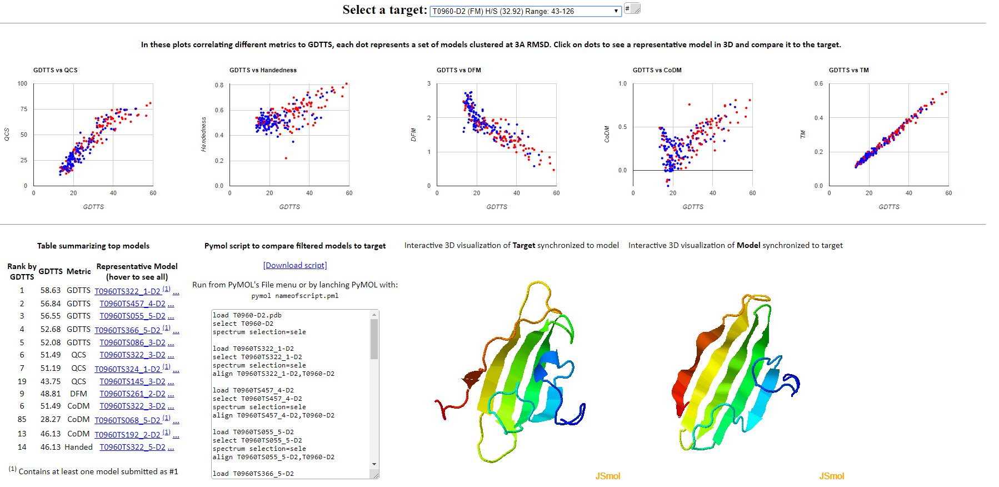 Select a target: T0960-D2 (FM) H/S (32.92) Range: 43-126 #
In these plots correlating different metrics to GDTTS, each dot represents a set of models clustered at 3A RMSD. Click on dots to see a representative model in 3D and compare it to the target.
GDTTS vs QCS
100
75
50
25
0
0 20 40 60
QCS
GDTTS
GDTTS vs Handedness
0.8
0.6
0.4
0.2
0.0
0 20 40 60
Handedness
GDTTS
GDTTS vs DFM
3
2
1
0
0 20 40 60
DFM
GDTTS
GDTTS vs CoDM
1.0
0.5
0.0
0 20 40 60
CoDM
GDTTS
GDTTS vs TM
0.6
0.4
0.2
0.0
0 20 40 60
TM
GDTTS
Table summarizing top models
Rank by GDTTS GDTTS Metric Representative Model (hover to see all)
1 58.63 GDTTS T0960TS322_1-D2 (1) ...
2 56.84 GDTTS T0960TS457_4-D2 ...
3 56.55 GDTTS T0960TS055_5-D2 ...
4 52.68 GDTTS T0960TS366_5-D2 (1) ...
5 52.08 GDTTS T0960TS086_3-D2 ...
6 51.49 QCS T0960TS322_3-D2 ...
7 51.19 QCS T0960TS324_1-D2 (1) ...
19 43.75 QCS T0960TS145_3-D2 ...
9 48.81 DFM T0960TS261_2-D2 ...
6 51.49 CoDM T0960TS322_3-D2 ...
85 28.27 CoDM T0960TS068_5-D2 (1) ...
13 46.13 CoDM T0960TS192_2-D2 (1) ...
14 46.13 Handed T0960TS322_5-D2 ...
(1) Contains at least one model submitted as #1
Pymol script to compare filtered models to target
[Download script]
Run from PyMOL's File menu or by lanching PyMOL with:
pymol nameofscript.pml
load T0960-D2.pdb
select T0960-D2
spectrum selection=sele
load T0960TS322_1-D2
select T0960TS322_1-D2
spectrum selection=sele
align T0960TS322_1-D2,T0960-D2
load T0960TS457_4-D2
select T0960TS457_4-D2
spectrum selection=sele
align T0960TS457_4-D2,T0960-D2
load T0960TS055_5-D2
select T0960TS055_5-D2
spectrum selection=sele
align T0960TS055_5-D2,T0960-D2
load T0960TS366_5-D2
Interactive 3D visualization of Target synchronized to model
JSmol
Interactive 3D visualization of Model synchronized to target
JSmol